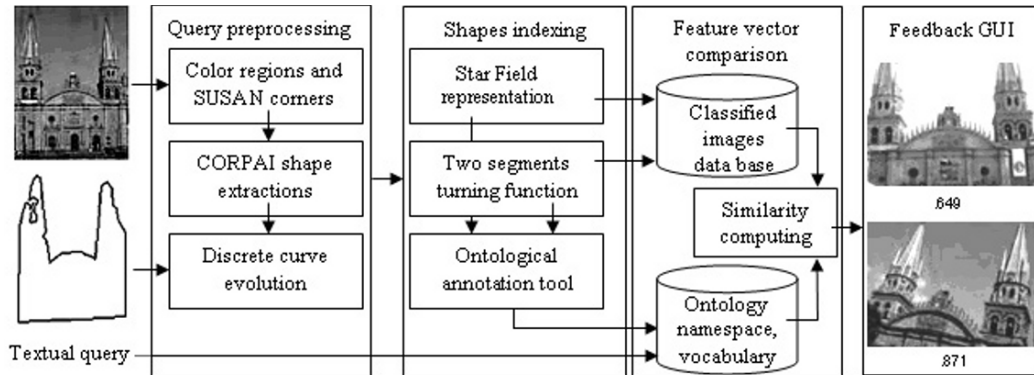 Query preprocessing
Color regions and
SUSAN corners
CORPAI shape
extractions
Discrete curve
evolution
Textual query
Shapes indexing
Star Field
representation
Two segments
turning function
Ontological
annotation tool
Feature vector
comparison
Classified
images
data base
Similarity
computing
Ontology
namespace,
vocabulary
Feedback GUI
.649
.871